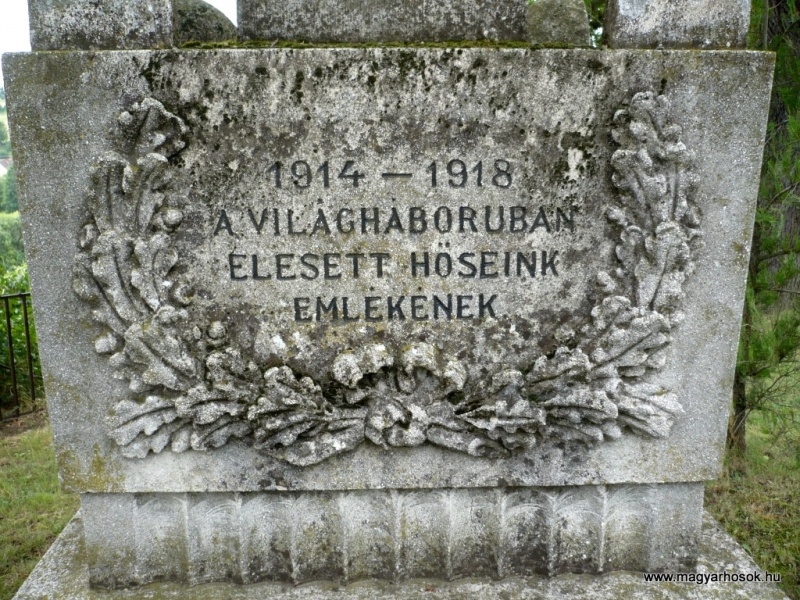 1914 – 1918
A VILÁGHÁBORUBAN
ELESETT HŐSEINK
EMLÉKÉNEK
www.magyarhosok.hu